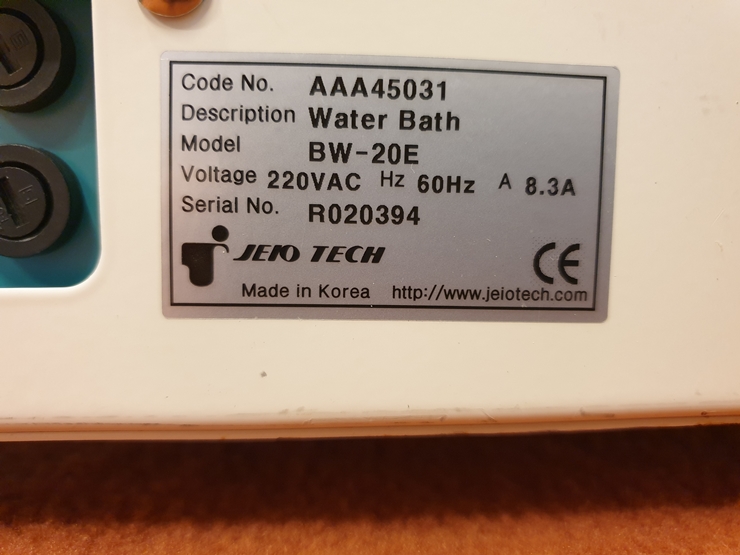 Code No. AAA45031
Description Water Bath
Model BW-20E
Voltage 220VAC Hz 60Hz A 8.3A
Serial No. R020394
JEIO TECH CE
Made in Korea http://www.jeiotech.com